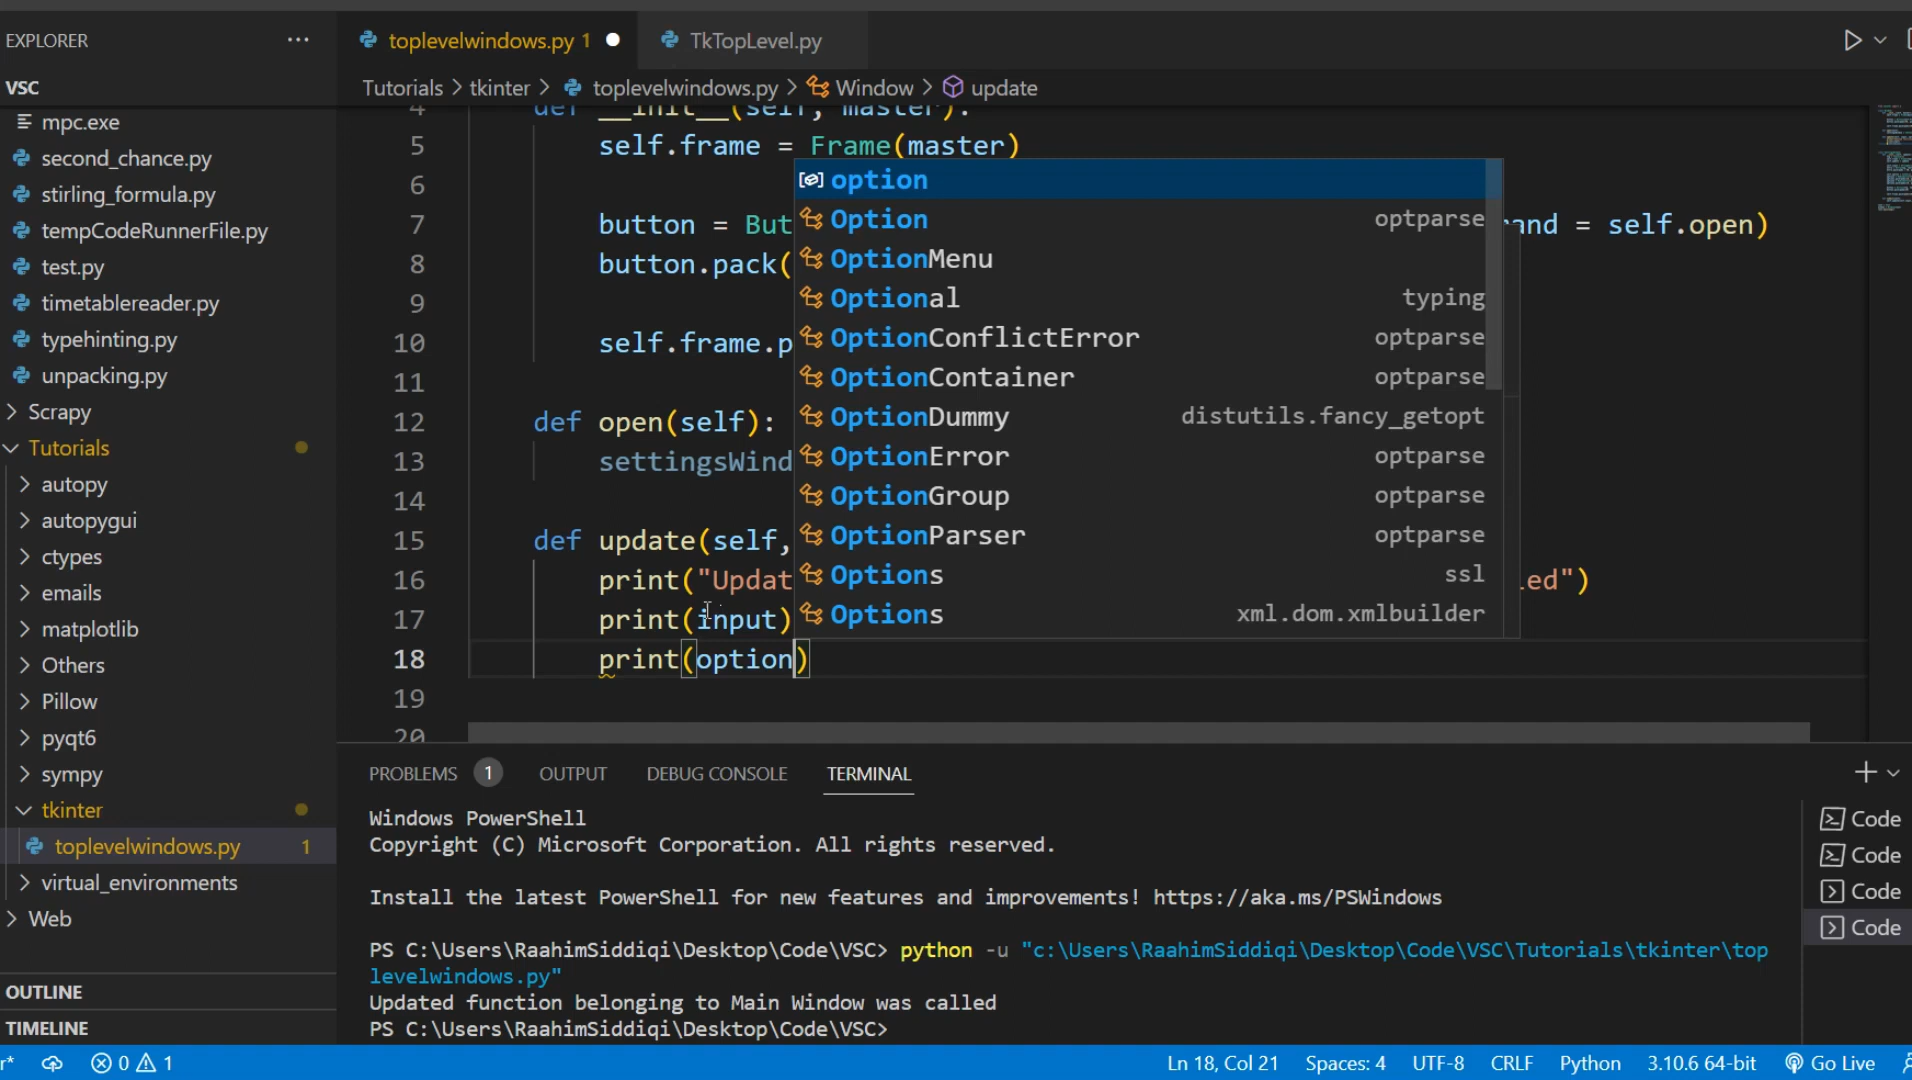 EXPLORER
toplevelwindows.py 1
TkTopLevel.py
VSC
Tutorials > tkinter > toplevelwindows.py > Window > update
mpc.exe
second_chance.py
stirling_formula.py
tempCodeRunnerFile.py
test.py
timetablereader.py
typehinting.py
unpacking.py
Scrapy
Tutorials
autopy
autopygui
ctypes
emails
matplotlib
Others
Pillow
pyqt6
sympy
tkinter
toplevelwindows.py 1
virtual_environments
Web
OUTLINE
TIMELINE
4 def __init__(self, master):
5 self.frame = Frame(master)
6
7 button = But and = self.open)
8 button.pack(
9
10 self.frame.p
11
12 def open(self):
13 settingsWind
14
15 def update(self,
16 print("Updat led")
17 print(input)
18 print(option)
19
20
option
Option optparse
OptionMenu
Optional typing
OptionConflictError optparse
OptionContainer optparse
OptionDummy distutils.fancy_getopt
OptionError optparse
OptionGroup optparse
OptionParser optparse
Options ssl
Options xml.dom.xmlbuilder
PROBLEMS 1 OUTPUT DEBUG CONSOLE TERMINAL
Windows PowerShell
Copyright (C) Microsoft Corporation. All rights reserved.
Install the latest PowerShell for new features and improvements! https://aka.ms/PSWindows
PS C:\Users\RaahimSiddiqi\Desktop\Code\VSC> python -u "c:\Users\RaahimSiddiqi\Desktop\Code\VSC\Tutorials\tkinter\top
levelwindows.py"
Updated function belonging to Main Window was called
PS C:\Users\RaahimSiddiqi\Desktop\Code\VSC>
Code
Code
Code
Code
r* 0 1 Ln 18, Col 21 Spaces: 4 UTF-8 CRLF Python 3.10.6 64-bit Go Live